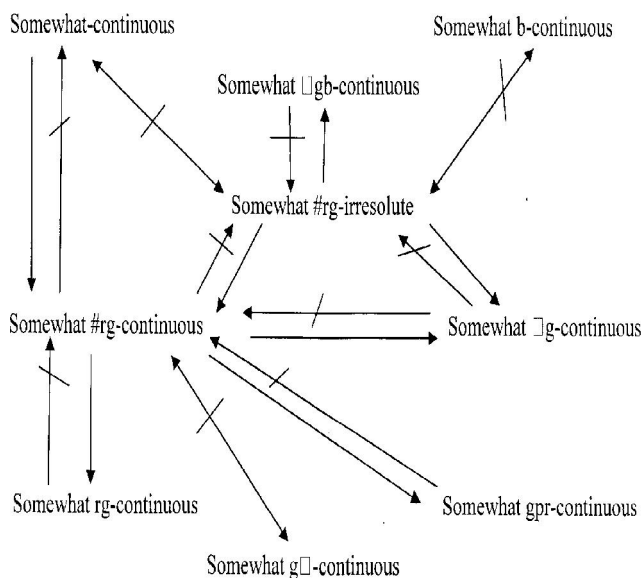 Somewhat-continuous
Somewhat b-continuous
Somewhat □gb-continuous
Somewhat #rg-irresolute
Somewhat #rg-continuous
Somewhat □g-continuous
Somewhat rg-continuous
Somewhat gpr-continuous
Somewhat g□-continuous